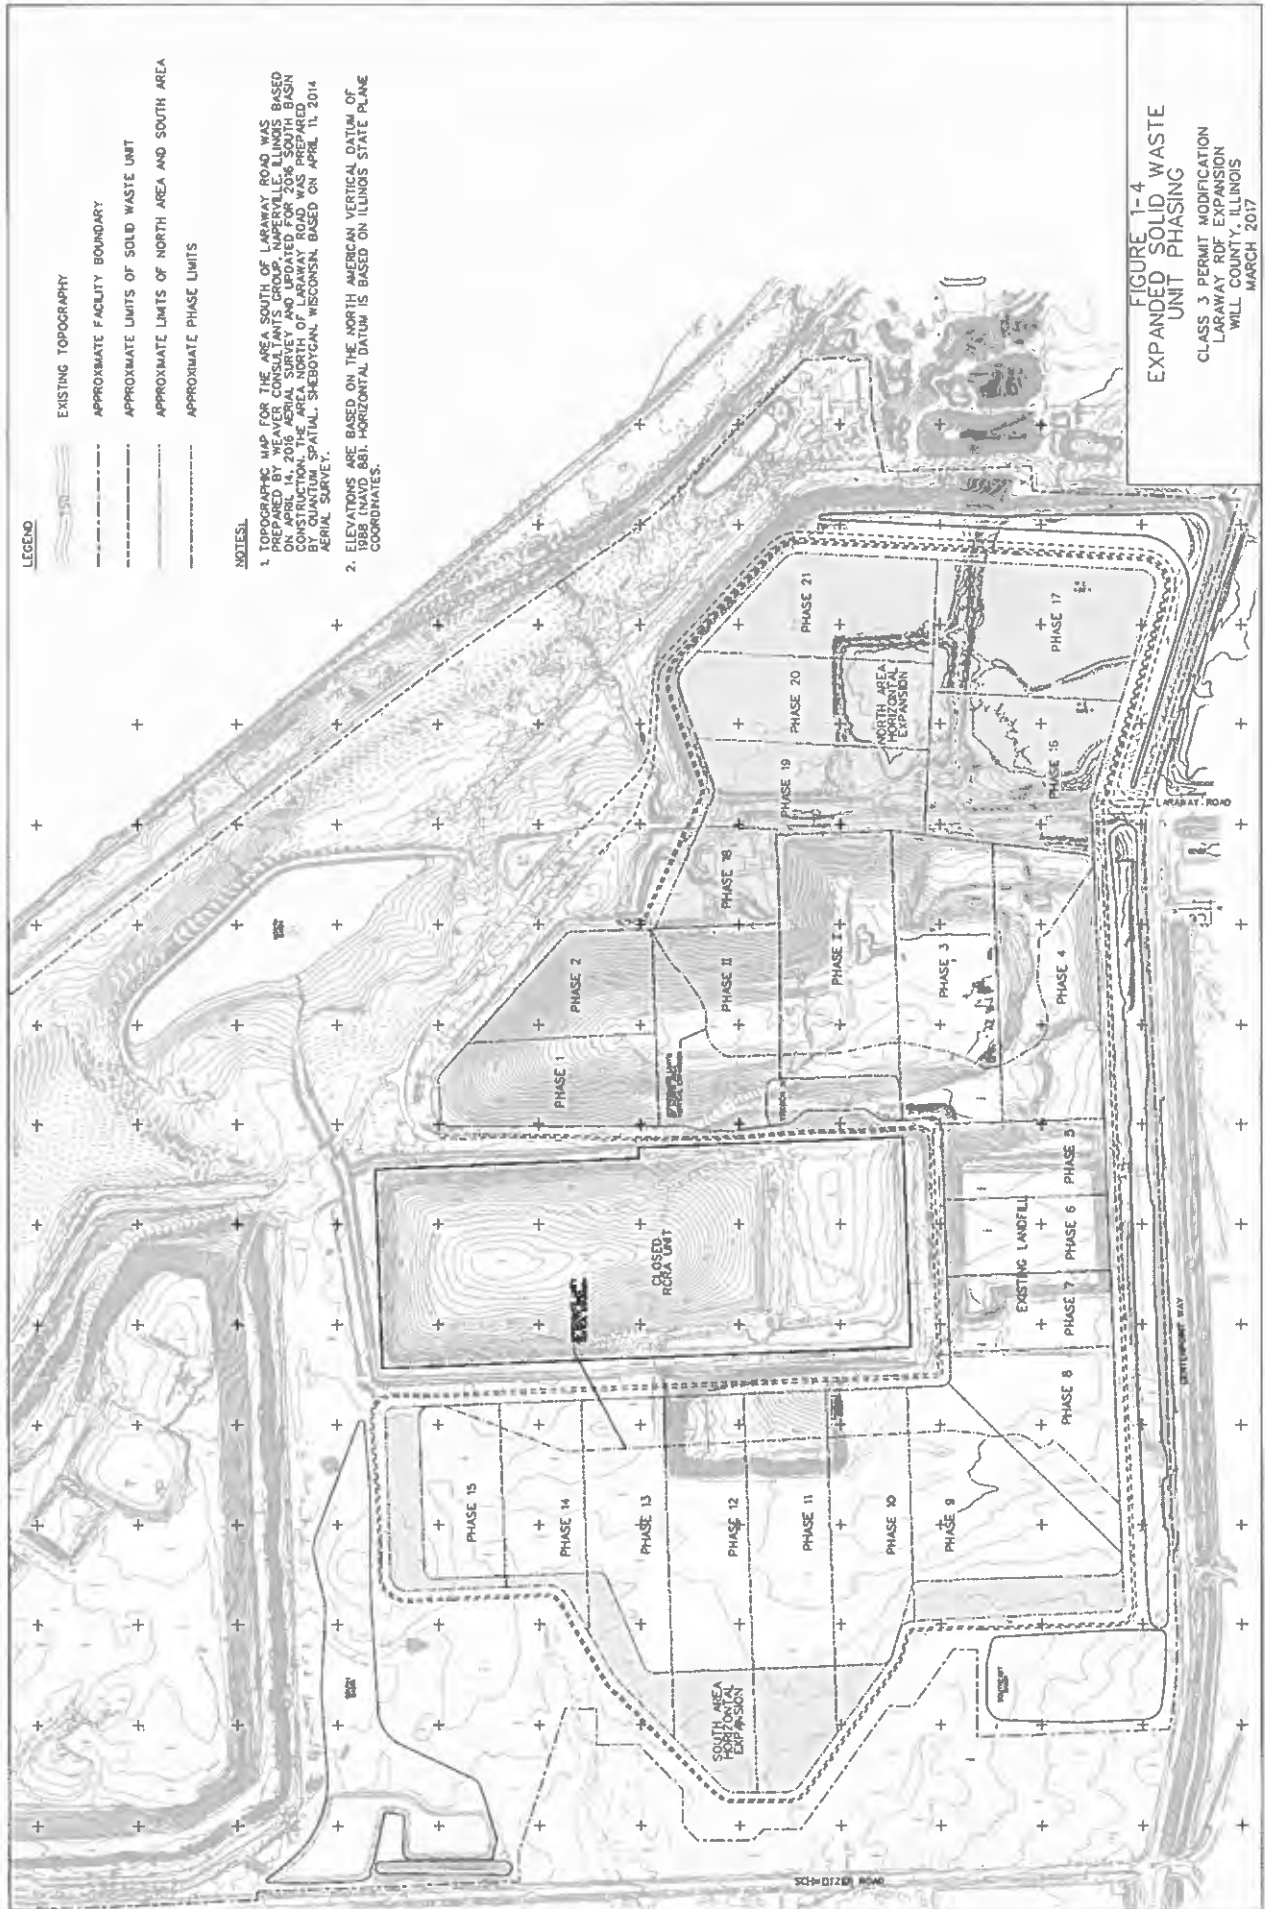 LEGEND
150
EXISTING TOPOGRAPHY
APPROXIMATE FACILITY BOUNDARY
APPROXIMATE LIMITS OF SOLID WASTE UNIT
APPROXIMATE LIMITS OF NORTH AREA AND SOUTH AREA
APPROXIMATE PHASE LIMITS
NOTES:
1. TOPOGRAPHIC MAP FOR THE AREA SOUTH OF LARAWAY ROAD WAS
PREPARED BY WEAVER CONSULTANTS GROUP, NAPERVILLE, ILLINOIS BASED
ON APRIL 14, 2016 AERIAL SURVEY AND UPDATED FOR 2016 SOUTH BASIN
CONSTRUCTION. THE AREA NORTH OF LARAWAY ROAD WAS PREPARED
BY QUANTUM SPATIAL, SHEBOYGAN, WISCONSIN, BASED ON APRIL 11, 2014
AERIAL SURVEY.
2. ELEVATIONS ARE BASED ON THE NORTH AMERICAN VERTICAL DATUM OF
1988 (NAVD 88). HORIZONTAL DATUM IS BASED ON ILLINOIS STATE PLANE
COORDINATES.
PHASE 1
PHASE 2
PHASE 18
PHASE 19
PHASE 20
PHASE 21
NORTH AREA
HORIZONTAL
EXPANSION
PHASE 16
PHASE 17
PHASE 3
PHASE 4
CLOSED
RCRA UNIT
EXISTING LANDFILL
PHASE 5
PHASE 6
PHASE 7
PHASE 8
PHASE 9
PHASE 10
PHASE 11
PHASE 12
PHASE 13
PHASE 14
PHASE 15
SOUTH AREA
HORIZONTAL
EXPANSION
LARAWAY ROAD
CENTERPOINT WAY
ROAD
FIGURE 1-4
EXPANDED SOLID WASTE
UNIT PHASING
CLASS 3 PERMIT MODIFICATION
LARAWAY RDF EXPANSION
WILL COUNTY, ILLINOIS
MARCH 2017